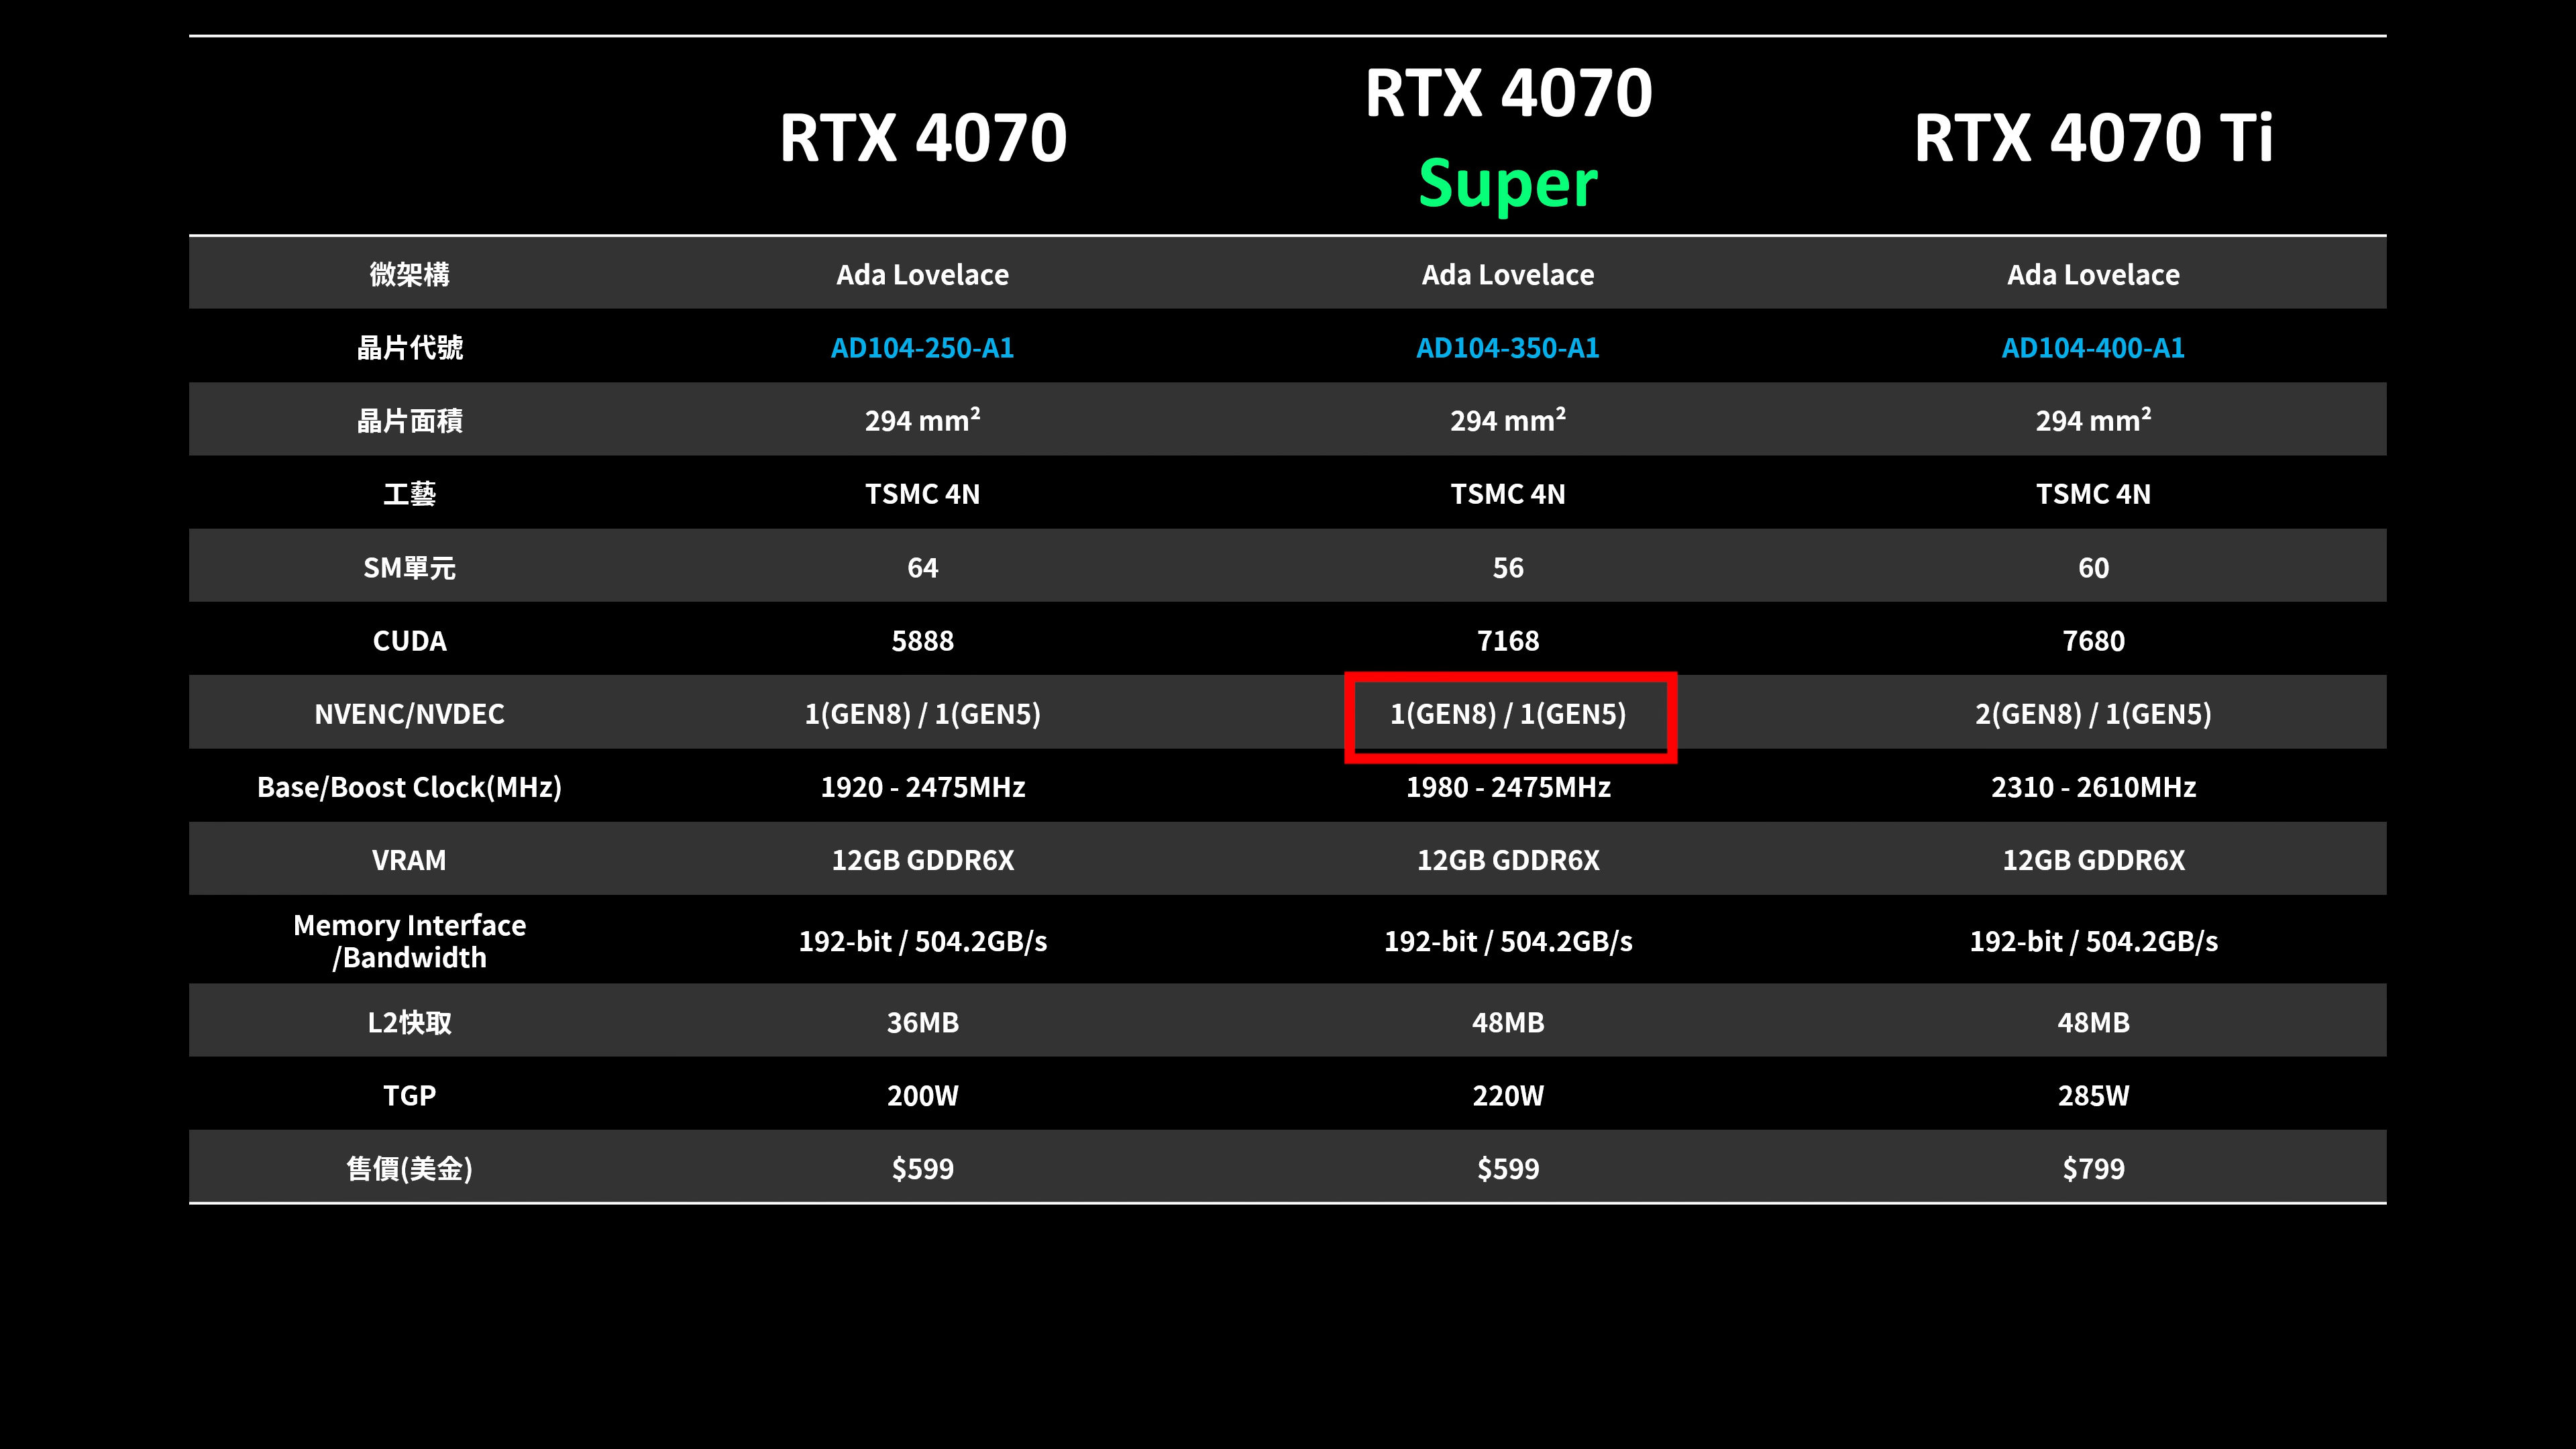 RTX 4070
RTX 4070
Super
RTX 4070 Ti
微架構 Ada Lovelace Ada Lovelace Ada Lovelace
晶片代號 AD104-250-A1 AD104-350-A1 AD104-400-A1
晶片面積 294 mm² 294 mm² 294 mm²
工藝 TSMC 4N TSMC 4N TSMC 4N
SM單元 64 56 60
CUDA 5888 7168 7680
NVENC/NVDEC 1(GEN8) / 1(GEN5) 1(GEN8) / 1(GEN5) 2(GEN8) / 1(GEN5)
Base/Boost Clock(MHz) 1920 - 2475MHz 1980 - 2475MHz 2310 - 2610MHz
VRAM 12GB GDDR6X 12GB GDDR6X 12GB GDDR6X
Memory Interface
/Bandwidth 192-bit / 504.2GB/s 192-bit / 504.2GB/s 192-bit / 504.2GB/s
L2快取 36MB 48MB 48MB
TGP 200W 220W 285W
售價(美金) $599 $599 $799